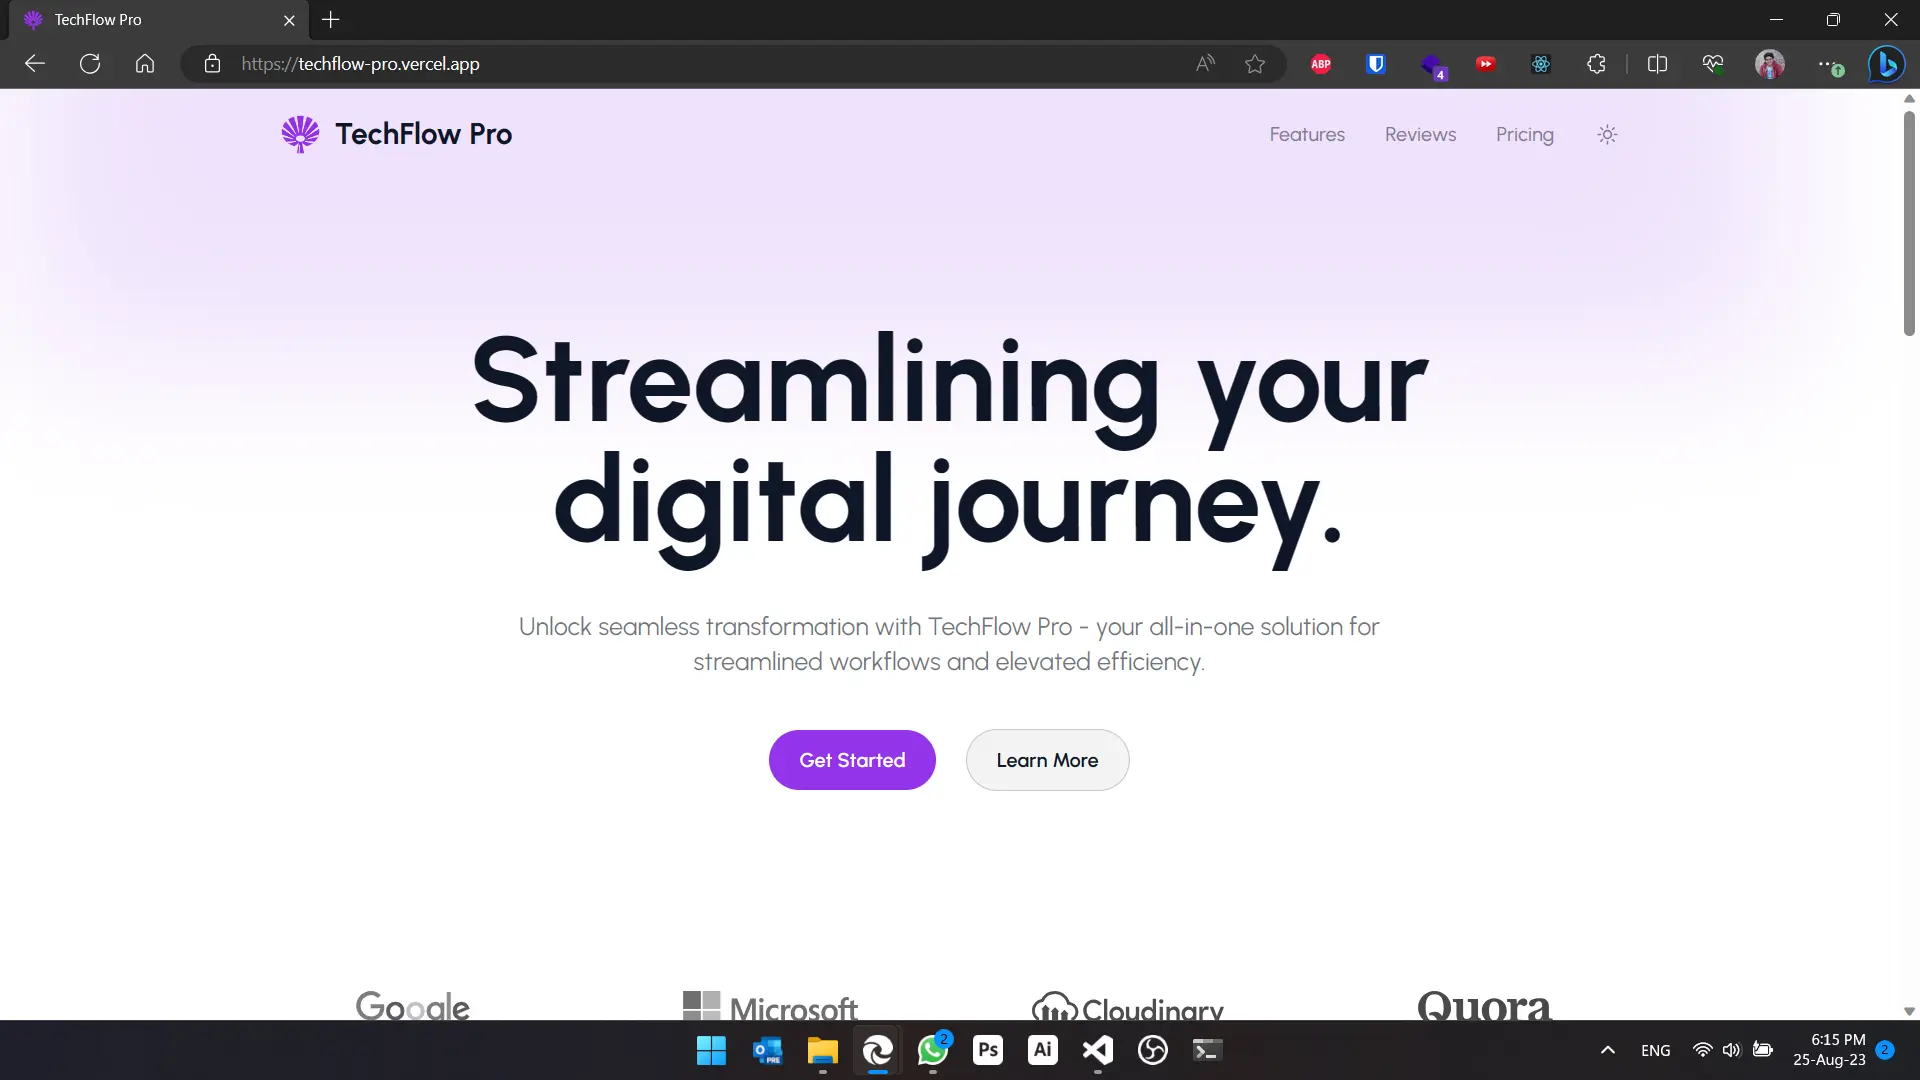 TechFlow Pro
https://techflow-pro.vercel.app
A
ABP
4
TechFlow Pro
Features
Reviews
Pricing
Streamlining your
digital journey.
Unlock seamless transformation with TechFlow Pro - your all-in-one solution for
streamlined workflows and elevated efficiency.
Get Started
Learn More
Google
Microsoft
Cloudinary
Quora
PRE
2
Ps
Ai
ENG
6:15 PM
25-Aug-23
2